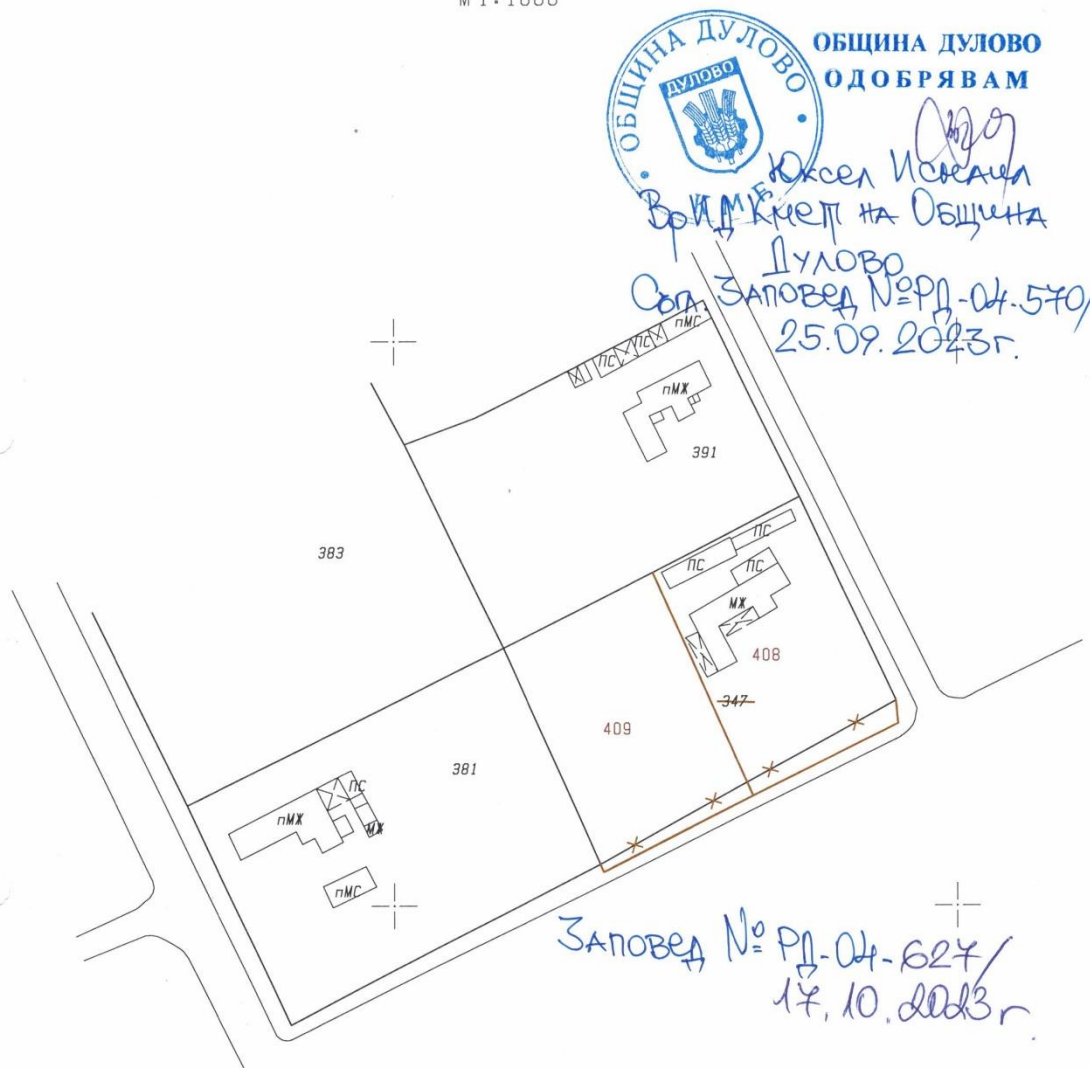 М 1:1000
ОБЩИНА ДУЛОВО
ДУЛОВО
КМЕТ
ОБЩИНА ДУЛОВО
ОДОБРЯВАМ
Юксел Исмаил
ВрИД Кмет на Община
Дулово
Съгл. Заповед №РД-04-570/
25.09.2023г.
пМС
ПС
ПС
пМЖ
391
383
ПС
ПС
ПС
МЖ
408
347
409
381
ПС
пМЖ
МЖ
пМС
Заповед № РД-04-627/
17.10.2023г